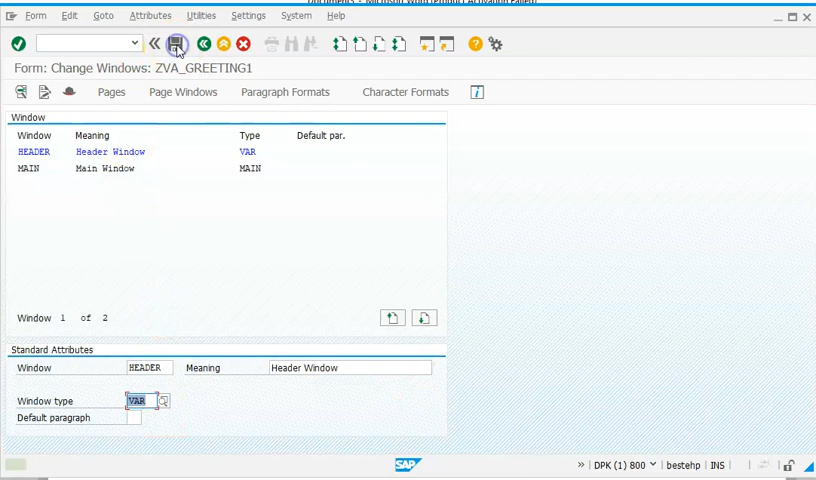 Form Edit Goto Attributes Utilities Settings System Help
Form: Change Windows: ZVA_GREETING1
Pages Page Windows Paragraph Formats Character Formats
Window
Window Meaning Type Default par.
HEADER Header Window VAR
MAIN Main Window MAIN
Window 1 of 2
Standard Attributes
Window HEADER Meaning Header Window
Window type VAR
Default paragraph
SAP DPK (1) 800 bestehp INS